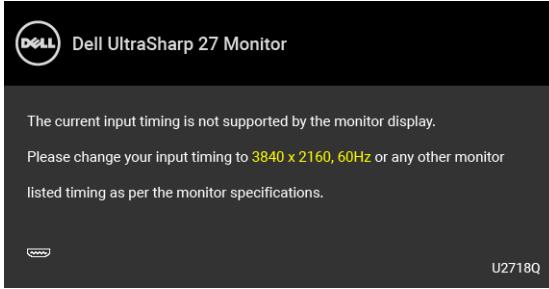 DELL
Dell UltraSharp 27 Monitor
The current input timing is not supported by the monitor display.
Please change your input timing to 3840 x 2160, 60Hz or any other monitor
listed timing as per the monitor specifications.
U2718Q